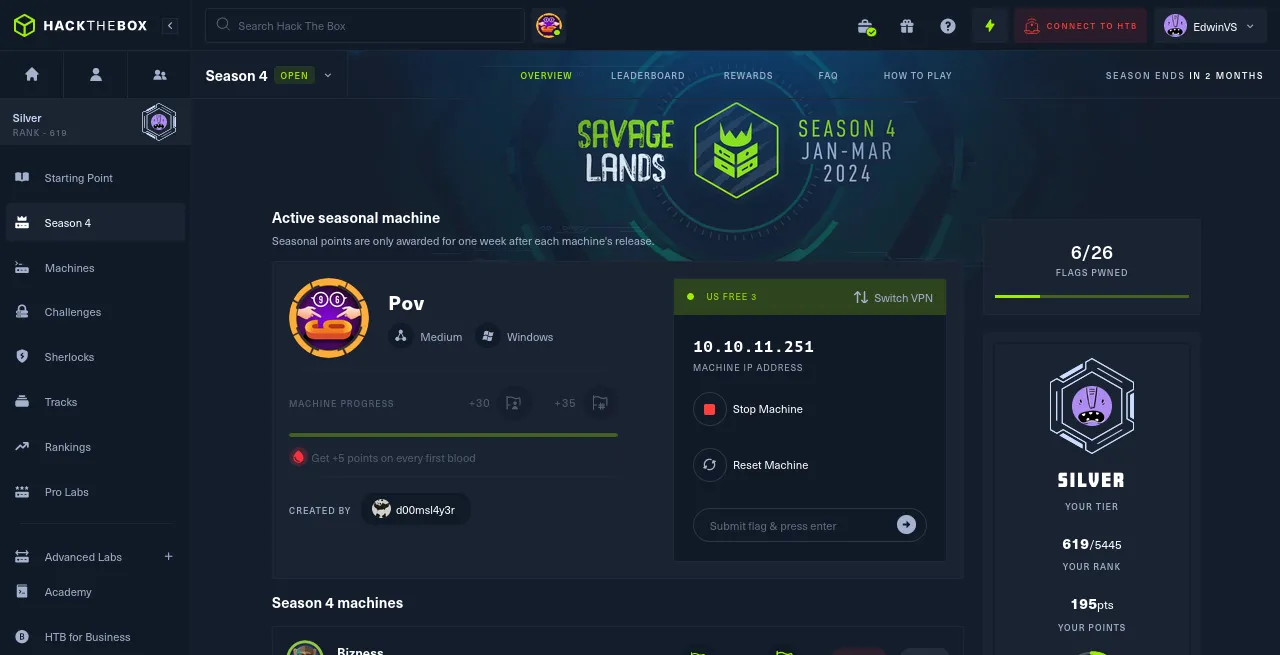 HACKTHEBOX
Search Hack The Box
CONNECT TO HTB
EdwinVS
Season 4 OPEN
OVERVIEW
LEADERBOARD
REWARDS
FAQ
HOW TO PLAY
SEASON ENDS IN 2 MONTHS
Silver
RANK - 619
Starting Point
Season 4
Machines
Challenges
Sherlocks
Tracks
Rankings
Pro Labs
Advanced Labs
Academy
HTB for Business
SAVAGE
LANDS
SEASON 4
JAN-MAR
2024
Active seasonal machine
Seasonal points are only awarded for one week after each machine's release.
Pov
Medium
Windows
MACHINE PROGRESS
+30
+35
Get +5 points on every first blood
CREATED BY
d00msl4y3r
US FREE 3
Switch VPN
10.10.11.251
MACHINE IP ADDRESS
Stop Machine
Reset Machine
Submit flag & press enter
Season 4 machines
Bizness
6/26
FLAGS PWNED
SILVER
YOUR TIER
619/5445
YOUR RANK
195pts
YOUR POINTS